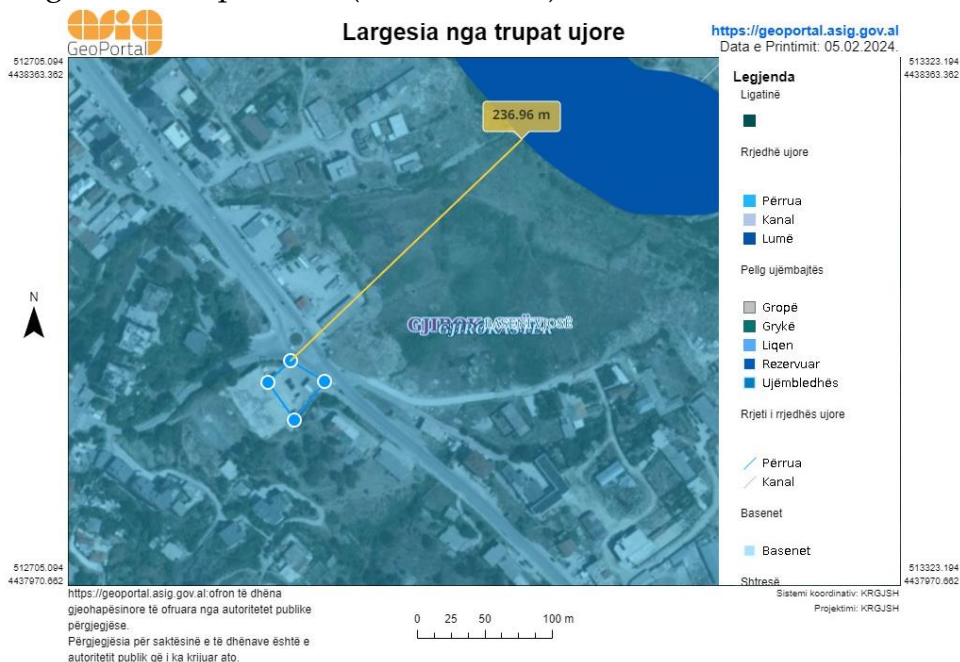 GeoPortal
Largesia nga trupat ujore
https://geoportal.asig.gov.al
Data e Printimit: 05.02.2024.
512705.094
4438363.362
513323.194
4438363.362
236.96 m
Legjenda
Ligatinë
Rrjedhë ujore
Përrua
Kanal
Lumë
Pellg ujëmbajtës
Gropë
Grykë
Liqen
Rezervuar
Ujëmbledhës
Rrjeti i rrjedhës ujore
Përrua
Kanal
Basenet
Basenet
Shtresë
N
GJIROKASTER
512705.094
4437970.662
513323.194
4437970.662
https://geoportal.asig.gov.al:ofron të dhëna
gjeohapësinore të ofruara nga autoritetet publike
përgjegjëse.
Përgjegjësia për saktësinë e të dhënave është e
autoritetit publik që i ka krijuar ato.
0 25 50 100 m
Sistemi koordinativ: KRGJSH
Projektimi: KRGJSH